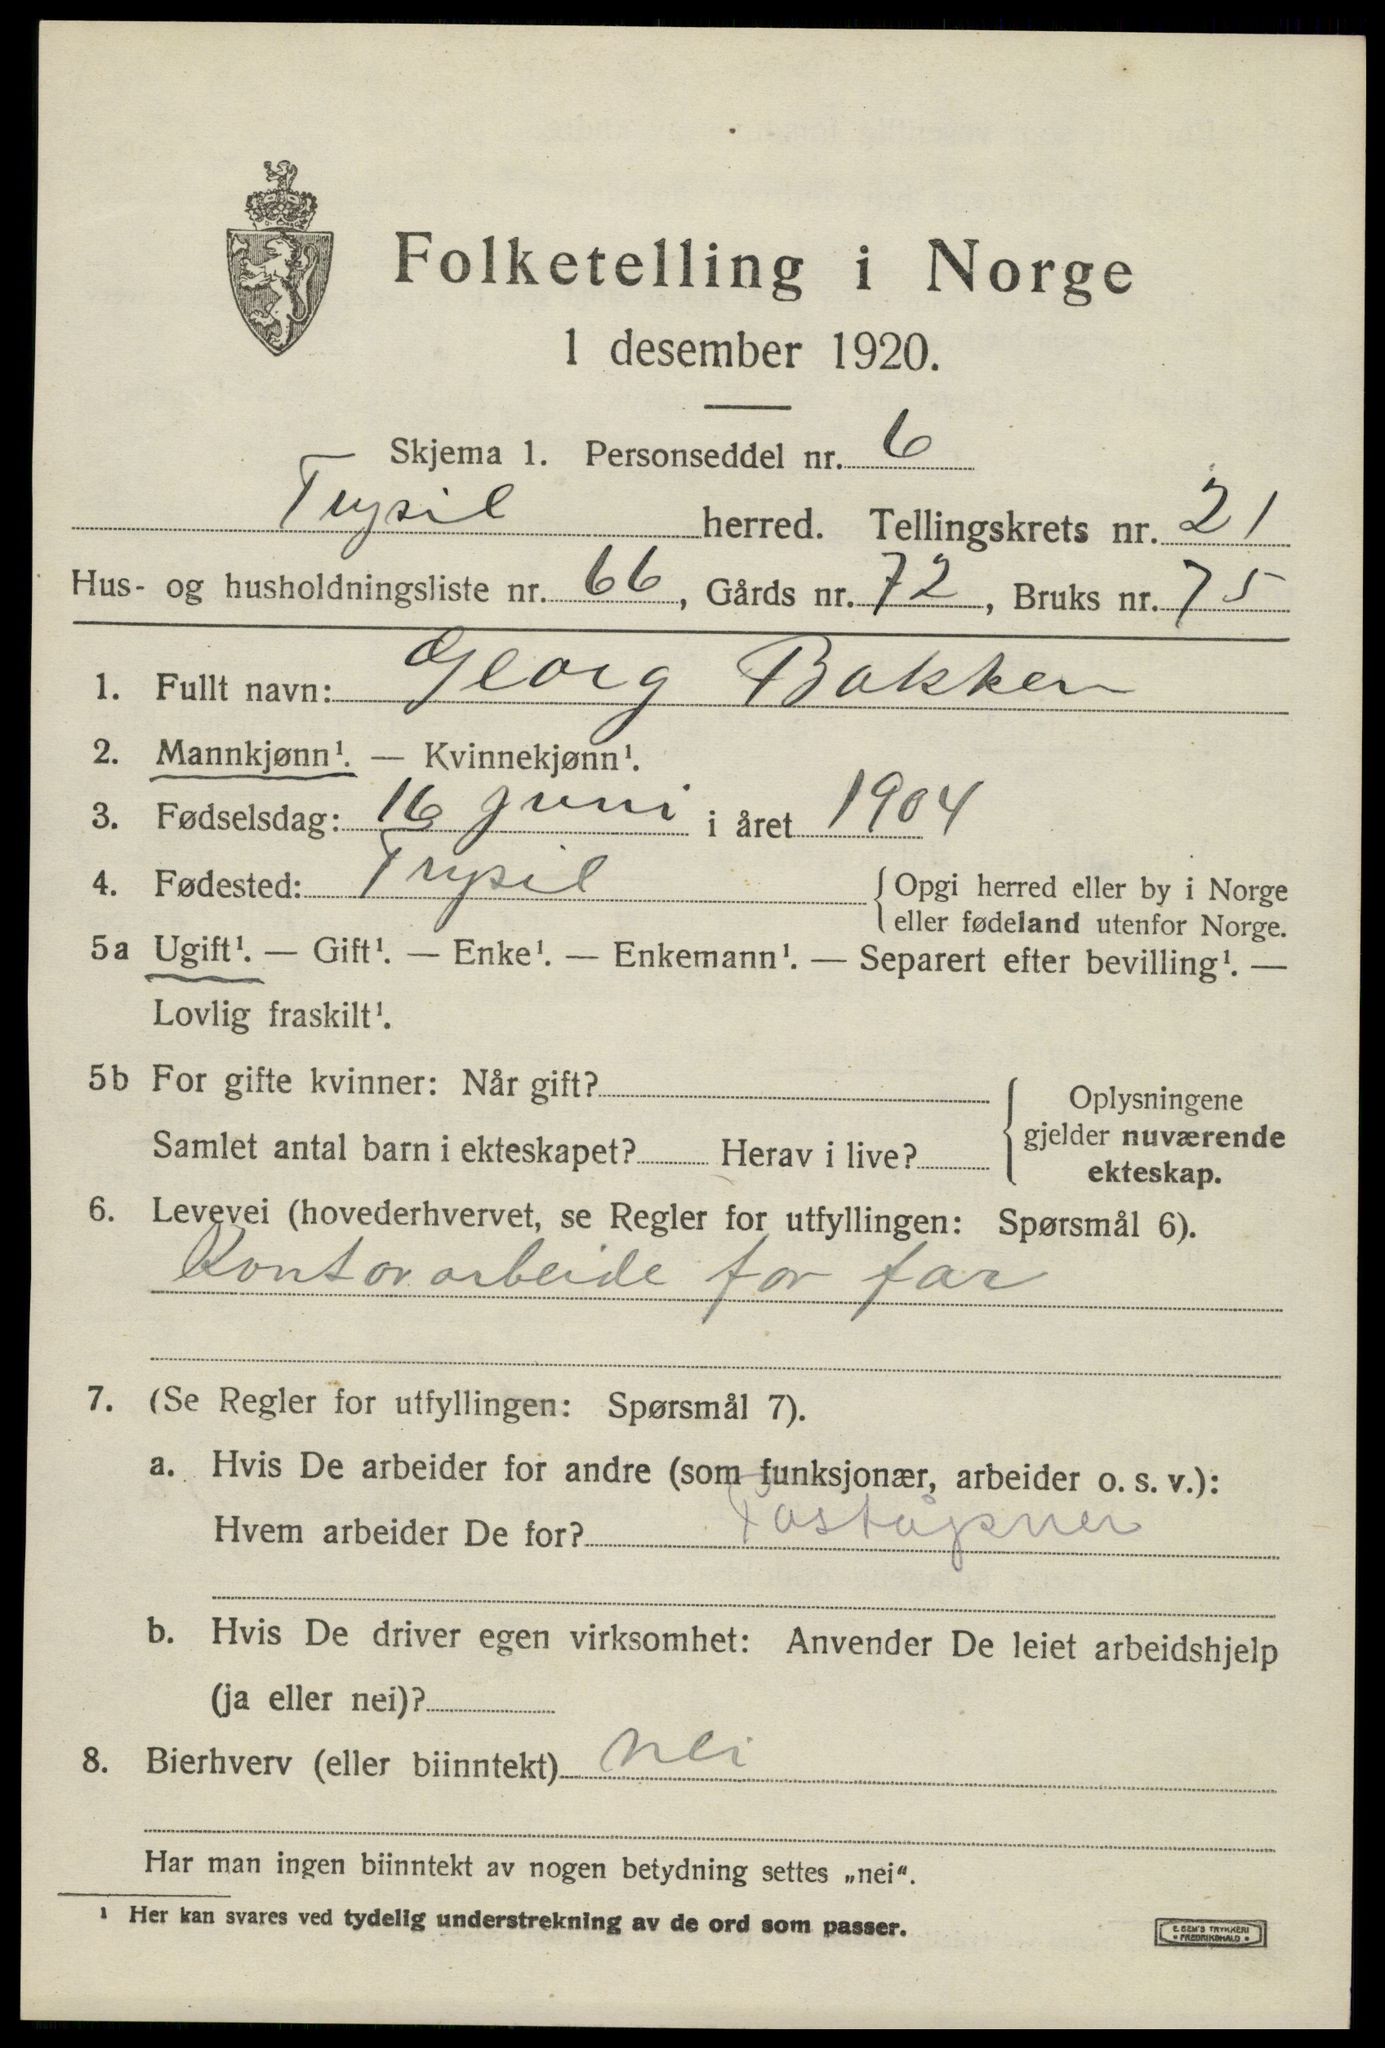 Folketelling i Norge
1 desember 1920.
Skjema 1. Personseddel nr. 6
Trysil herred. Tellingskrets nr. 21
Hus- og husholdningsliste nr. 66, Gårds nr. 72, Bruks nr. 75
1. Fullt navn: Georg Bakken
2. Mannkjønn¹. — Kvinnekjønn¹.
3. Fødselsdag: 16 juni i året 1904
4. Fødested: Trysil {Opgi herred eller by i Norge
eller fødeland utenfor Norge.
5a Ugift¹. — Gift¹. — Enke¹. — Enkemann¹. — Separert efter bevilling¹. —
Lovlig fraskilt¹.
5b For gifte kvinner: Når gift?
Samlet antal barn i ekteskapet? Herav i live?
Oplysningene
gjelder nuværende
ekteskap.
6. Levevei (hovederhvervet, se Regler for utfyllingen: Spørsmål 6).
Kontorarbeide for far
7. (Se Regler for utfyllingen: Spørsmål 7).
a. Hvis De arbeider for andre (som funksjonær, arbeider o. s. v.):
Hvem arbeider De for? Poståpner
b. Hvis De driver egen virksomhet: Anvender De leiet arbeidshjelp
(ja eller nei)?
8. Bierhverv (eller biinntekt) nei
Har man ingen biinntekt av nogen betydning settes „nei".
¹ Her kan svares ved tydelig understrekning av de ord som passer.
E. SEM'S TRYKKERI
• FREDRIKSHALD •